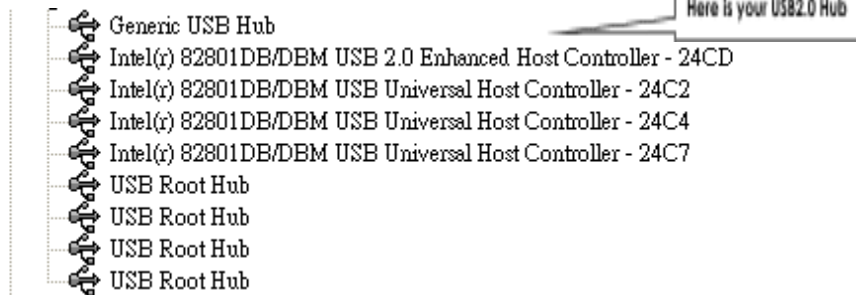 Here is your USB2.0 Hub
Generic USB Hub
Intel(r) 82801DB/DBM USB 2.0 Enhanced Host Controller - 24CD
Intel(r) 82801DB/DBM USB Universal Host Controller - 24C2
Intel(r) 82801DB/DBM USB Universal Host Controller - 24C4
Intel(r) 82801DB/DBM USB Universal Host Controller - 24C7
USB Root Hub
USB Root Hub
USB Root Hub
USB Root Hub